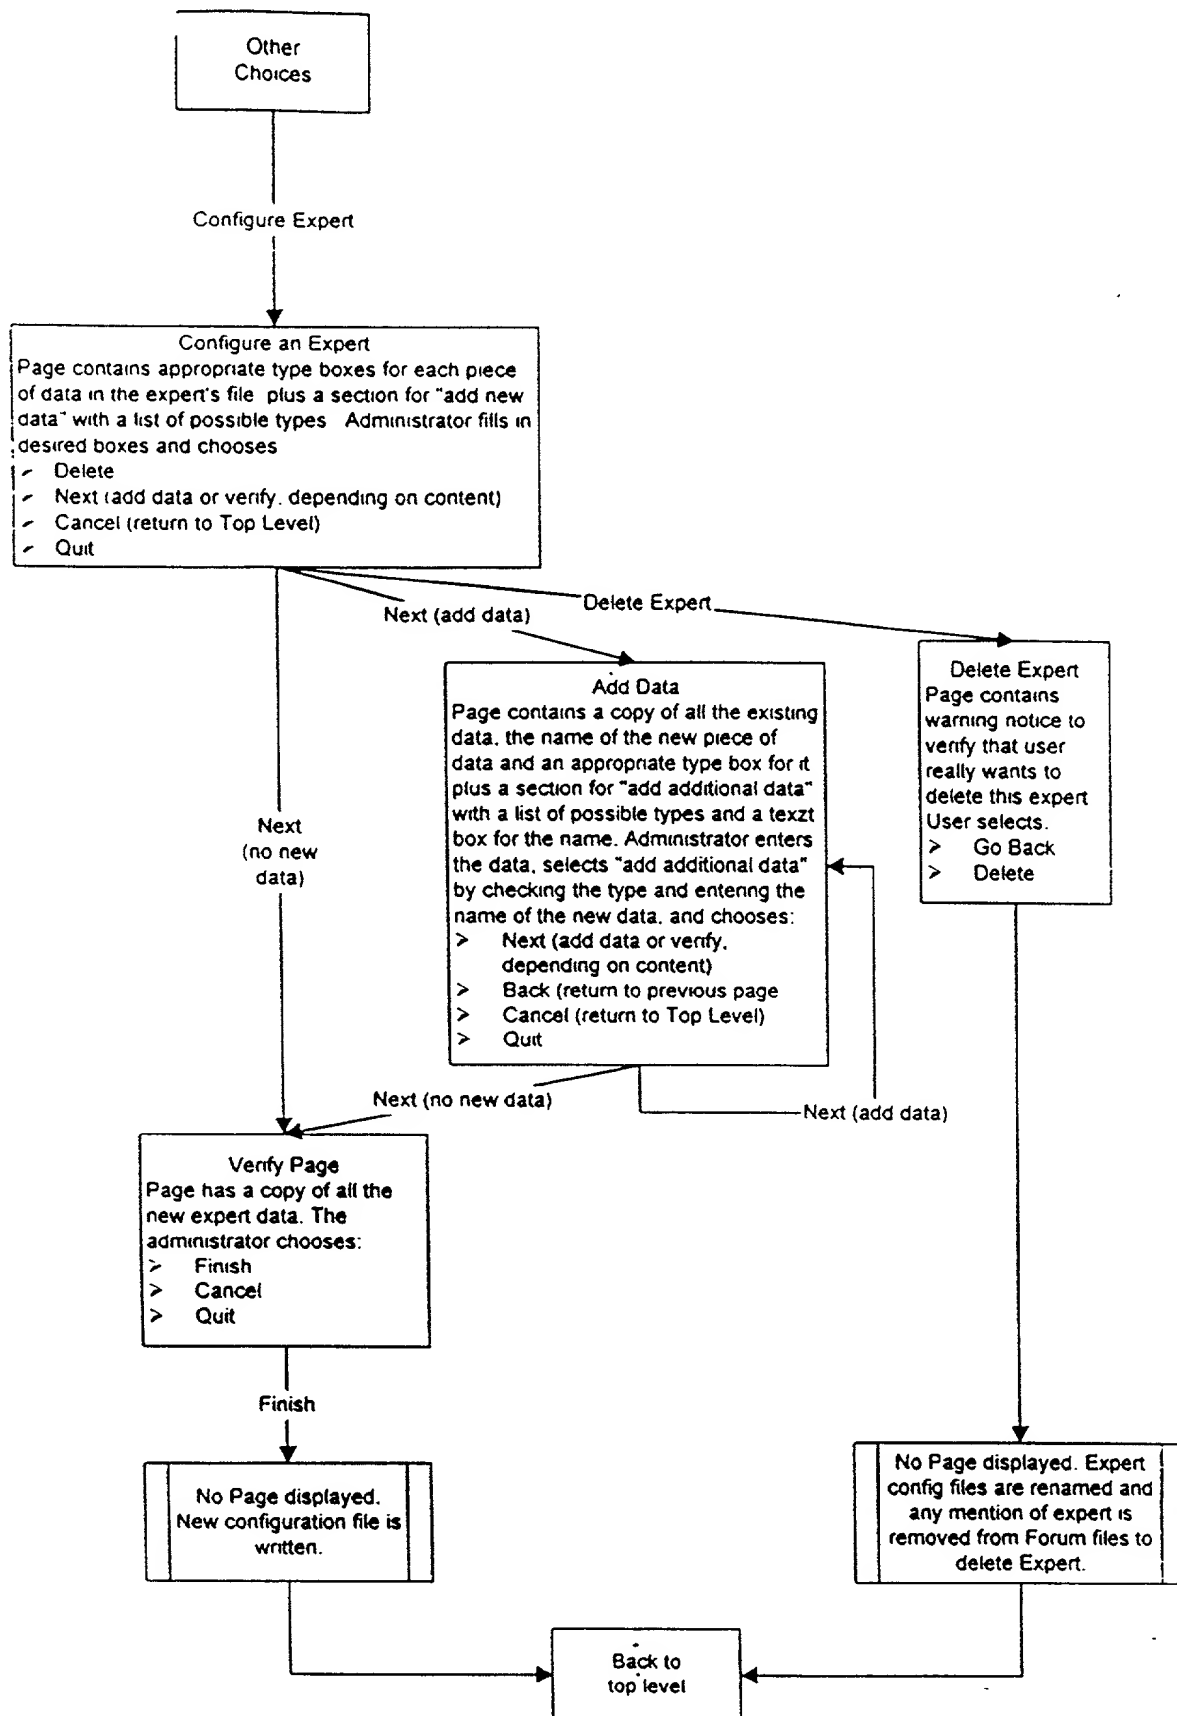 Other
Choices
Configure Expert
Configure an Expert
Page contains appropriate type boxes for each piece
of data in the expert's file plus a section for "add new
data" with a list of possible types Administrator fills in
desired boxes and chooses
Delete
Next (add data or verify, depending on content)
Cancel (return to Top Level)
Quit
Next (add data)
Delete Expert
Next
(no new
data)
Add Data
Page contains a copy of all the existing
data, the name of the new piece of
data and an appropriate type box for it
plus a section for "add additional data"
with a list of possible types and a texzt
box for the name. Administrator enters
the data, selects "add additional data"
by checking the type and entering the
name of the new data, and chooses:
> Next (add data or verify,
depending on content)
> Back (return to previous page
> Cancel (return to Top Level)
> Quit
Delete Expert
Page contains
warning notice to
verify that user
really wants to
delete this expert
User selects.
> Go Back
> Delete
Next (no new data)
Next (add data)
Verify Page
Page has a copy of all the
new expert data. The
administrator chooses:
> Finish
> Cancel
> Quit
Finish
No Page displayed.
New configuration file is
written.
No Page displayed. Expert
config files are renamed and
any mention of expert is
removed from Forum files to
delete Expert.
Back to
top level